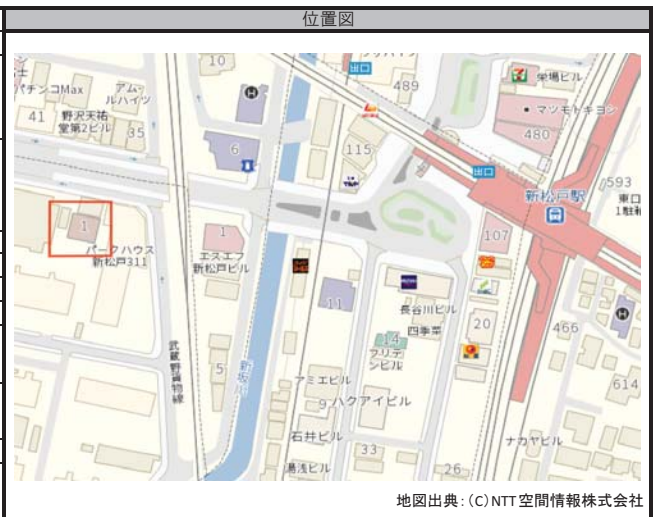 位置図
10
出口
489
栄場ビル
パチンコMax
アム・
ルハイツ
マツモトキヨシ
41
野沢天祐
堂第2ビル
35
6
115
480
出口
新松戸駅
593
東口
1
パークハウス
新松戸311
1
エスエフ
新松戸ビル
107
11
長谷川ビル
四季菜
14
プリテ
ンビル
20
466
武蔵野貨物線
新坂川
5
アミエビル
9
ハクアイビル
614
石井ビル
33
ナカヤビル
湯浅ビル
26
地図出典：(C)NTT空間情報株式会社